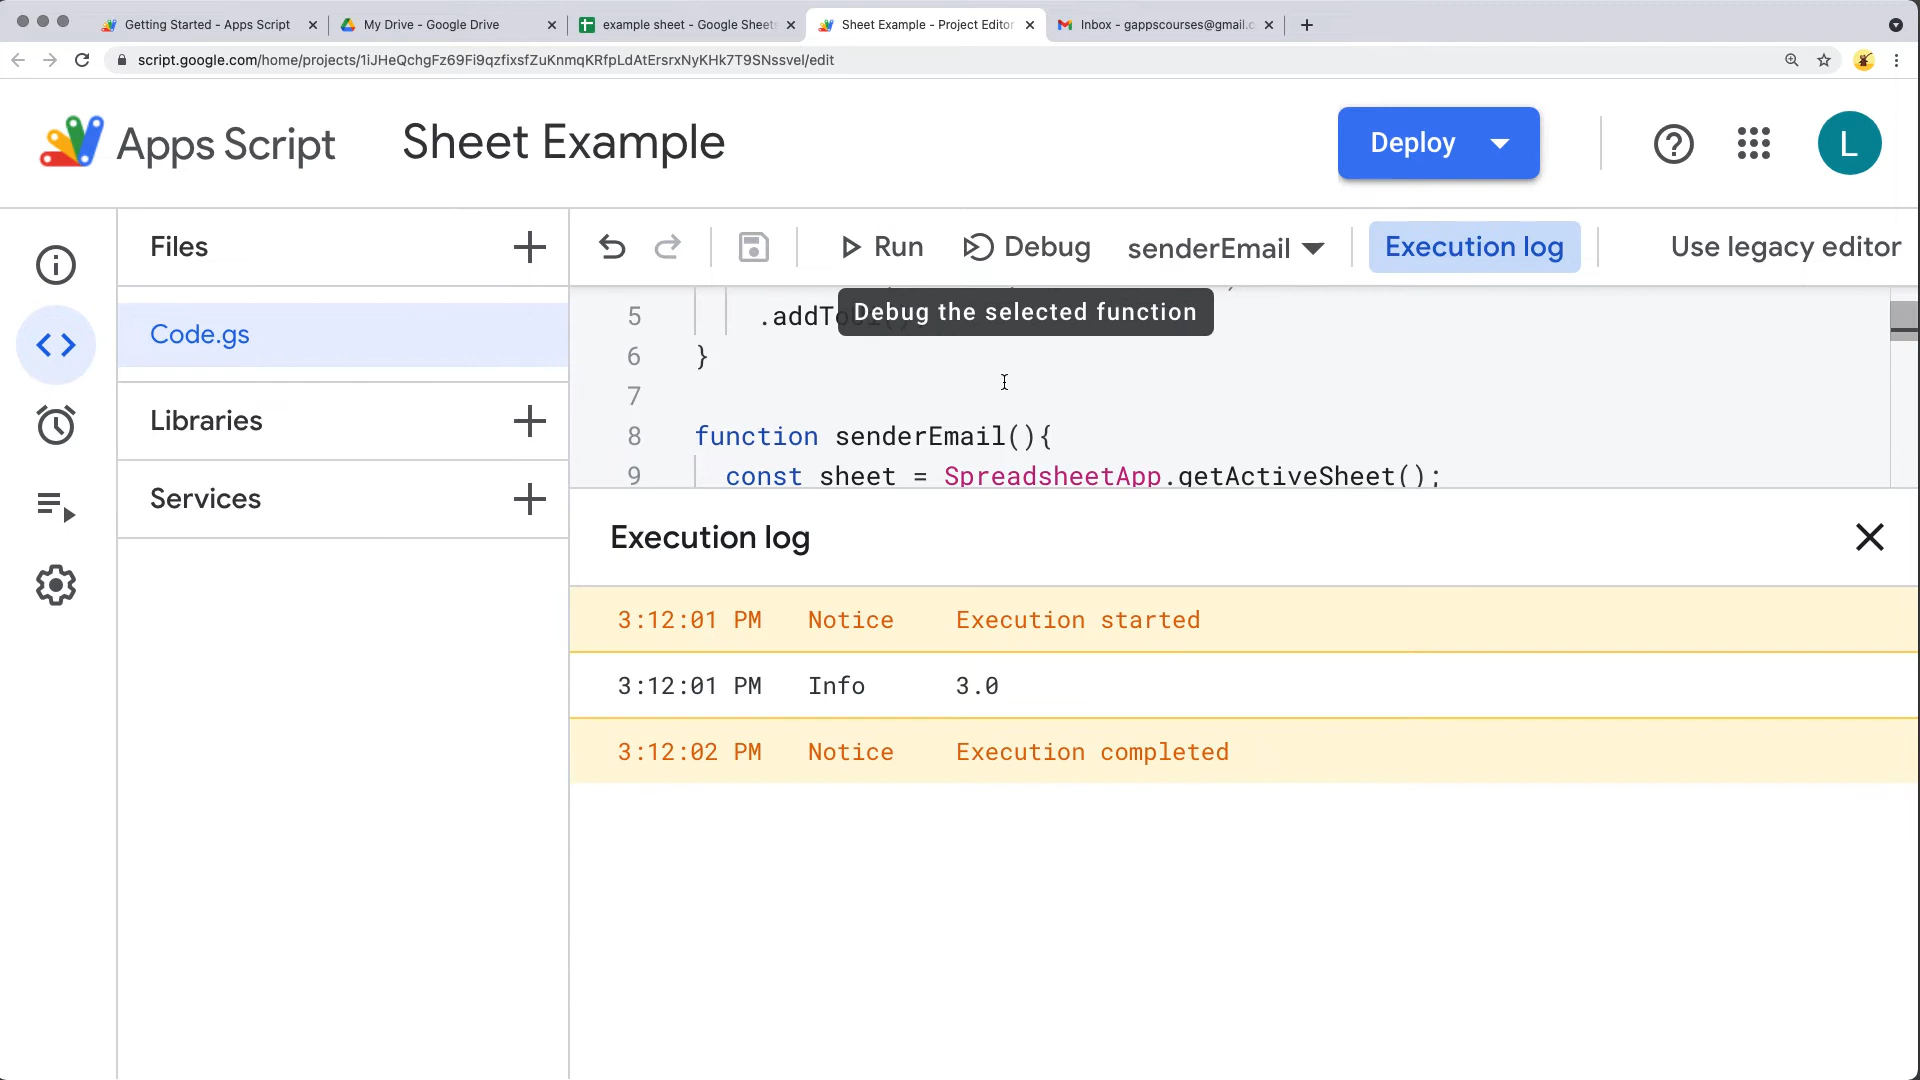 Getting Started - Apps Script
My Drive - Google Drive
example sheet - Google Sheets
Sheet Example - Project Editor
Inbox - gappscourses@gmail.c
script.google.com/home/projects/1iJHeQchgFz69Fi9qzfixsfZuKnmqKRfpLdAtErsrxNyKHk7T9SNssvel/edit
Apps Script
Sheet Example
Deploy
L
Files
Run
Debug
senderEmail
Execution log
Use legacy editor
Debug the selected function
Code.gs
Libraries
Services
5 .addT
6 }
7
8 function senderEmail(){
9 const sheet = SpreadsheetApp.getActiveSheet();
Execution log
3:12:01 PM Notice Execution started
3:12:01 PM Info 3.0
3:12:02 PM Notice Execution completed